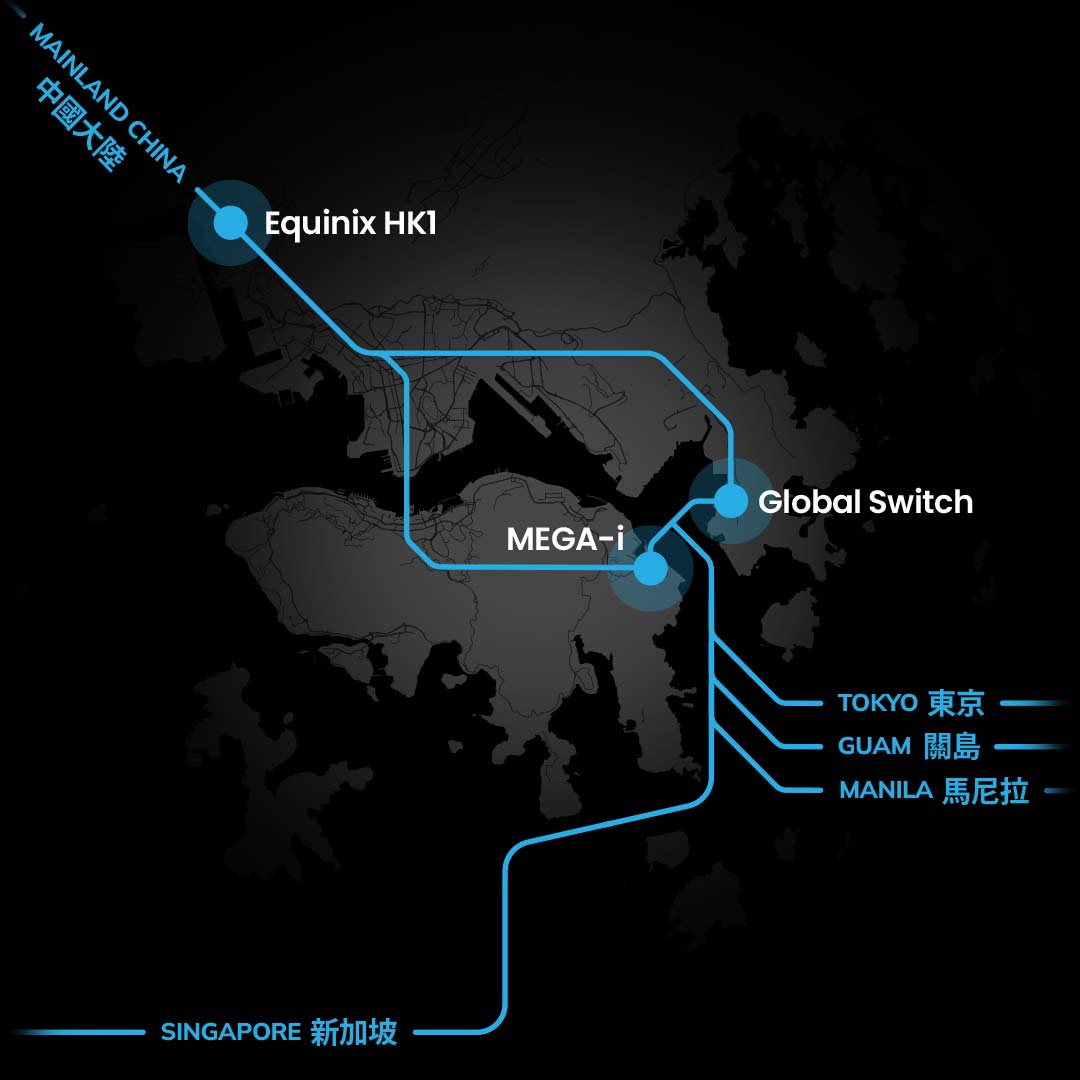 MAINLAND CHINA
中國大陸
Equinix HK1
Global Switch
MEGA-i
TOKYO 東京
GUAM 關島
MANILA 馬尼拉
SINGAPORE 新加坡